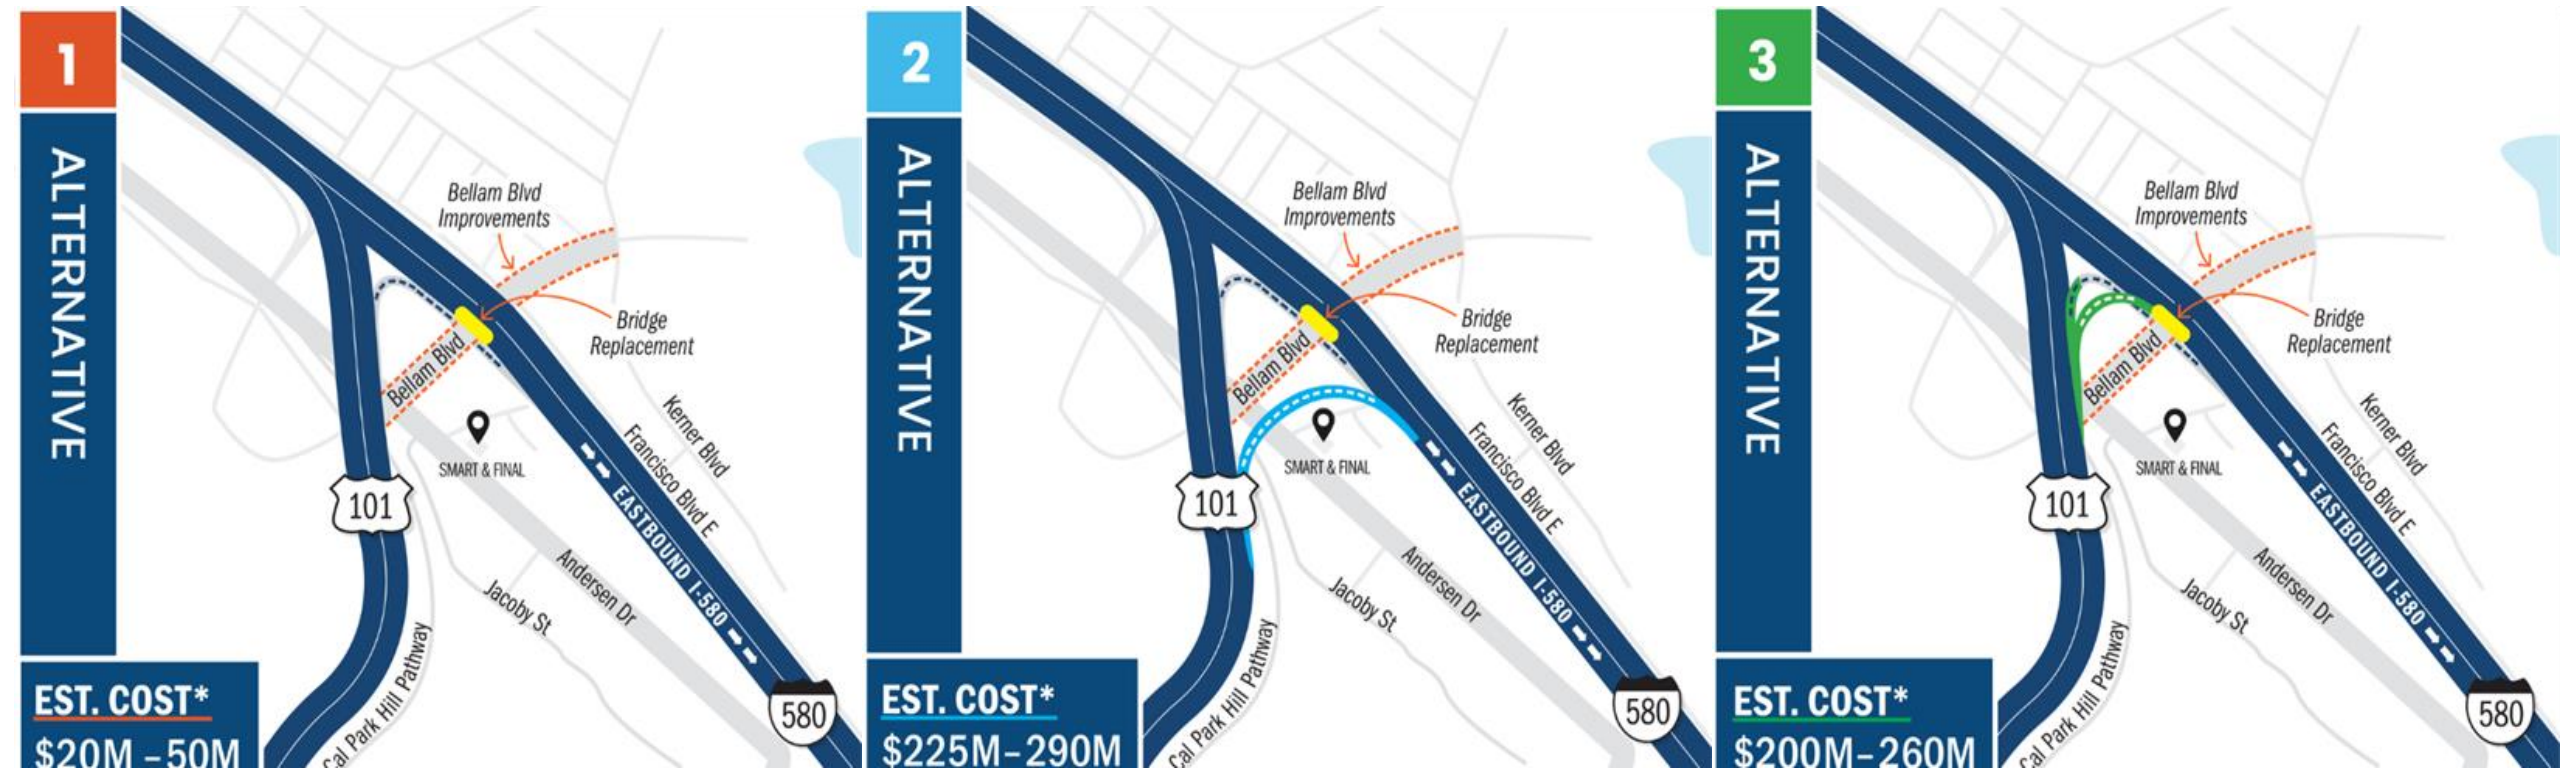 1
ALTERNATIVE
Bellam Blvd
Improvements
Bridge
Replacement
Bellam Blvd
SMART & FINAL
Kerner Blvd
Francisco Blvd E
EASTBOUND I-580
101
Andersen Dr
Jacoby St
Cal Park Hill Pathway
580
EST. COST*
$20M – 50M
2
ALTERNATIVE
Bellam Blvd
Improvements
Bridge
Replacement
Bellam Blvd
SMART & FINAL
Kerner Blvd
Francisco Blvd E
EASTBOUND I-580
101
Andersen Dr
Jacoby St
Cal Park Hill Pathway
580
EST. COST*
$225M–290M
3
ALTERNATIVE
Bellam Blvd
Improvements
Bridge
Replacement
Bellam Blvd
SMART & FINAL
Kerner Blvd
Francisco Blvd E
EASTBOUND I-580
101
Andersen Dr
Jacoby St
Cal Park Hill Pathway
580
EST. COST*
$200M–260M